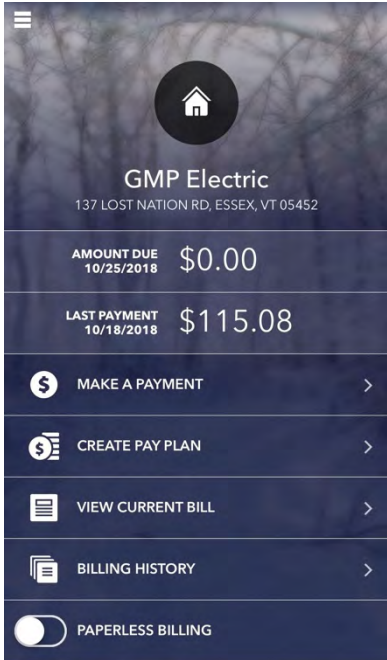 GMP Electric
137 LOST NATION RD, ESSEX, VT 05452
AMOUNT DUE
10/25/2018
$0.00
LAST PAYMENT
10/18/2018
$115.08
MAKE A PAYMENT
CREATE PAY PLAN
VIEW CURRENT BILL
BILLING HISTORY
PAPERLESS BILLING